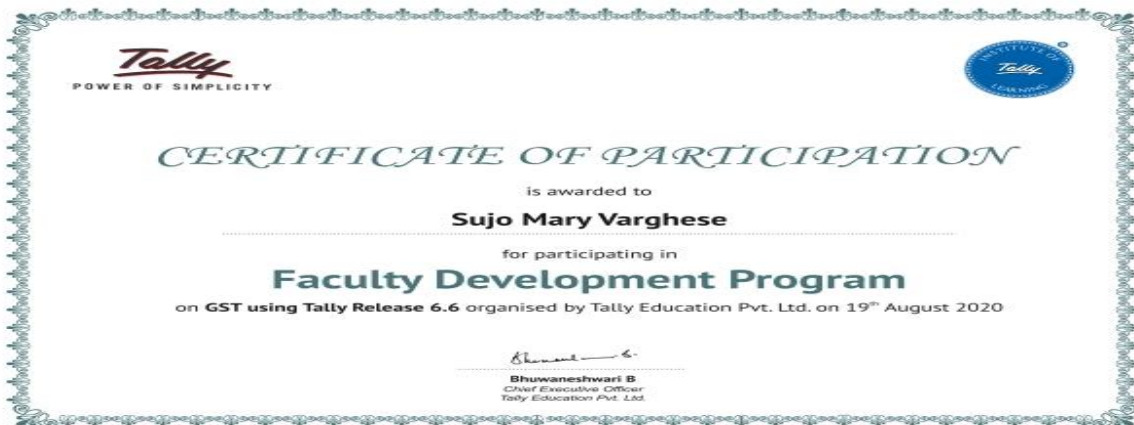 Tally
POWER OF SIMPLICITY
INSTITUTE OF
Tally
LEARNING
CERTIFICATE OF PARTICIPATION
is awarded to
Sujo Mary Varghese
for participating in
Faculty Development Program
on GST using Tally Release 6.6 organised by Tally Education Pvt. Ltd. on 19th August 2020
Bhuwaneshwari B
Chief Executive Officer
Tally Education Pvt. Ltd.